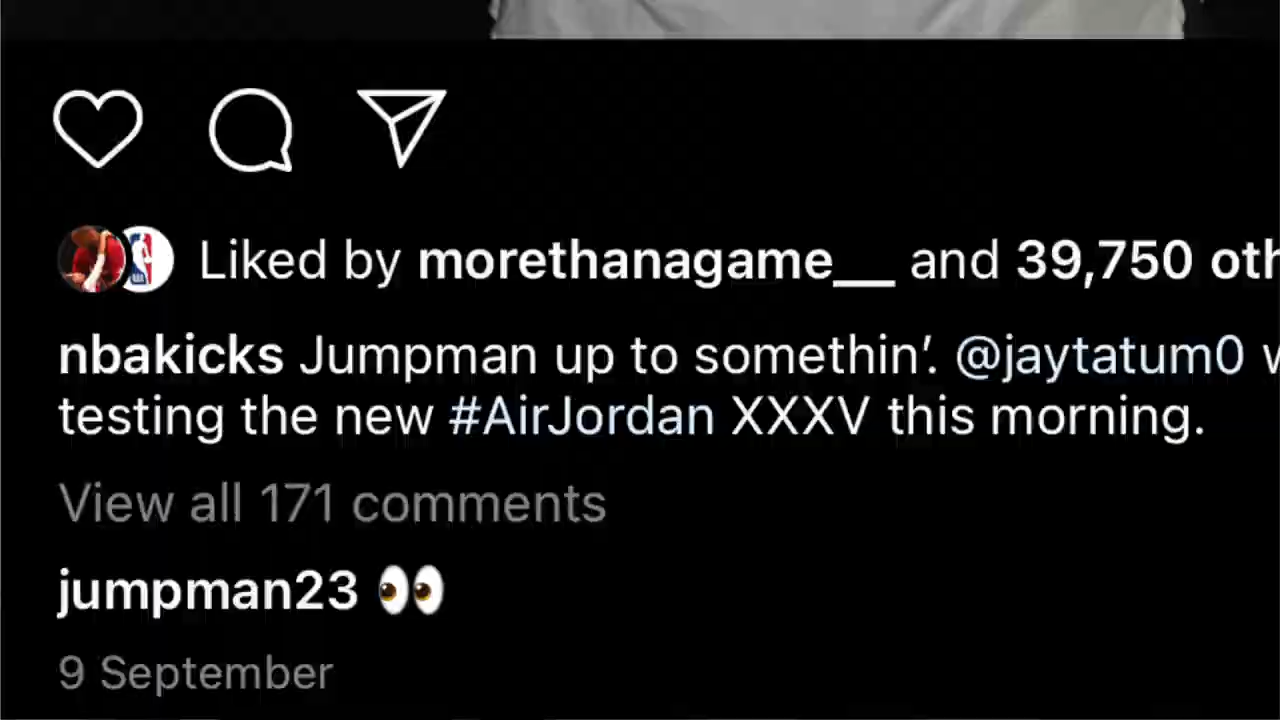 Liked by morethanagame__ and 39,750 oth
nbakicks Jumpman up to somethin’. @jaytatum0
testing the new #AirJordan XXXV this morning.
View all 171 comments
jumpman23 👀
9 September